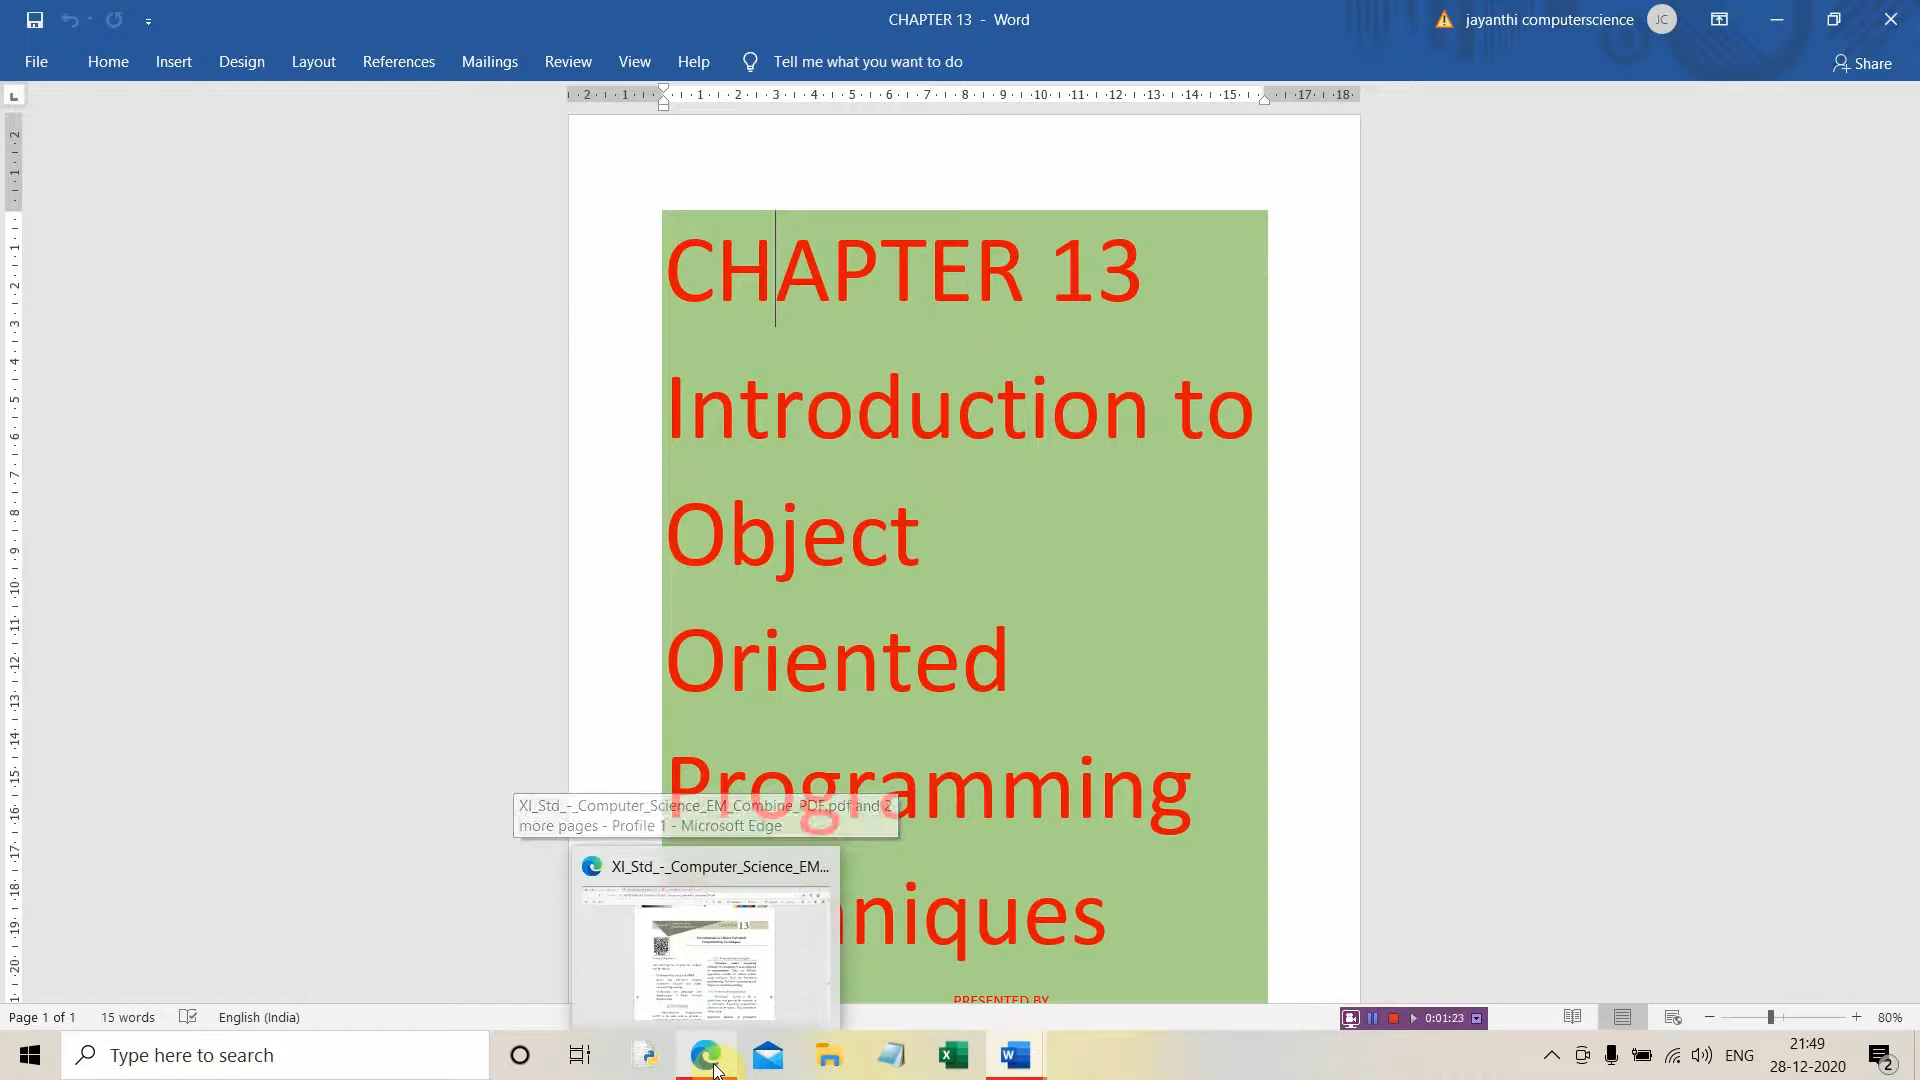 CHAPTER 13 - Word
jayanthi computerscience
JC
File
Home
Insert
Design
Layout
References
Mailings
Review
View
Help
Tell me what you want to do
Share
CHAPTER 13
Introduction to
Object
Oriented
Programming
niques
PRESENTED BY
XI_Std_-_Computer_Science_EM_Combine_PDF.pdf and 2
more pages - Profile 1 - Microsoft Edge
XI_Std_-_Computer_Science_EM...
Page 1 of 1
15 words
English (India)
0:01:23
80%
Type here to search
ENG
21:49
28-12-2020
2